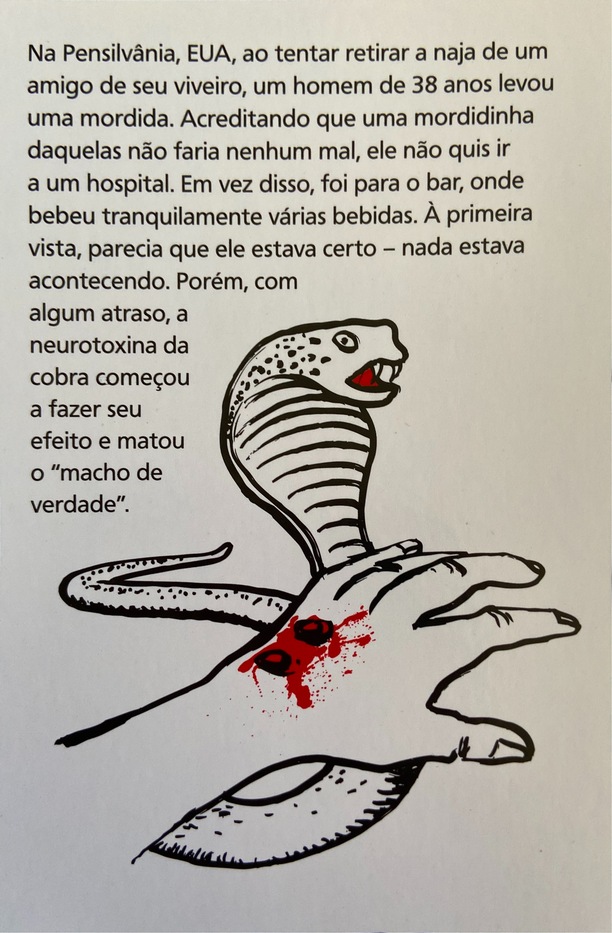 Na Pensilvânia, EUA, ao tentar retirar a naja de um
amigo de seu viveiro, um homem de 38 anos levou
uma mordida. Acreditando que uma mordidinha
daquelas não faria nenhum mal, ele não quis ir
a um hospital. Em vez disso, foi para o bar, onde
bebeu tranquilamente várias bebidas. À primeira
vista, parecia que ele estava certo – nada estava
acontecendo. Porém, com
algum atraso, a
neurotoxina da
cobra começou
a fazer seu
efeito e matou
o “macho de
verdade”.